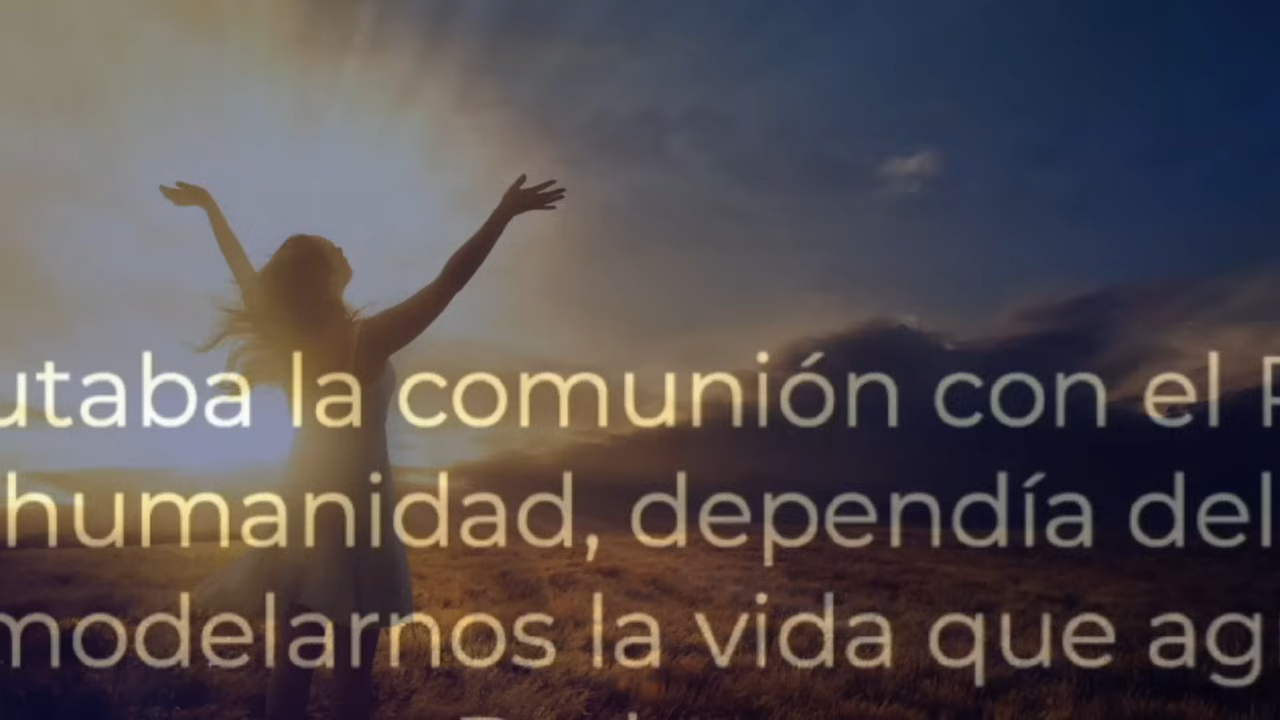 utaba la comunión con el
humanidad, dependía del
modelarnos la vida que ag